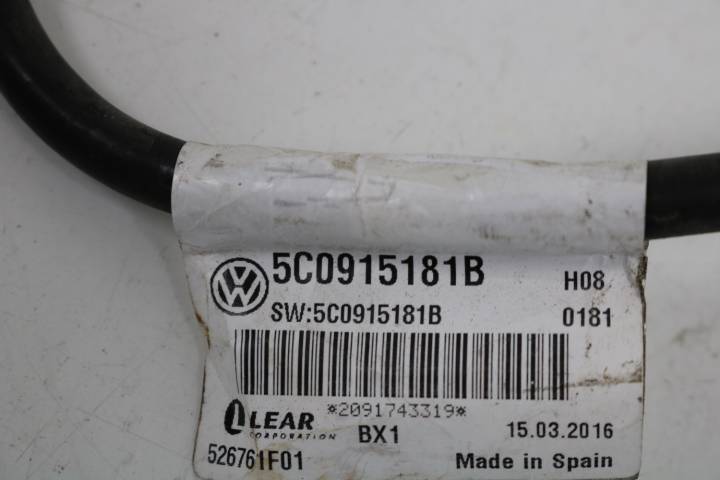 5C0915181B H08
SW:5C0915181B 0181
*2091743319*
LEAR BX1 15.03.2016
CORPORATION
526761F01 Made in Spain